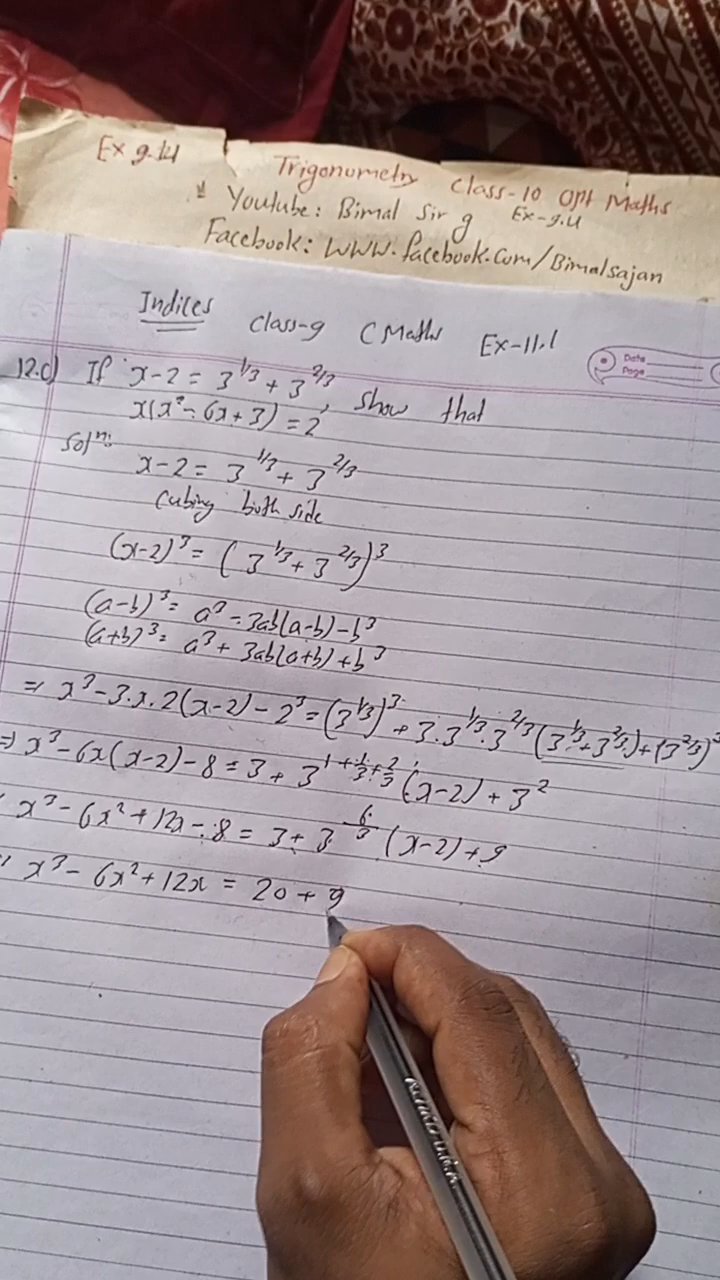 Ex 9.14
Trigonometry Class-10 Opt Maths
Youtube: Bimal Sir g Ex-9.4
Facebook: WWW.facebook.Com/Bimalsajan
Indices Class-9 C Maths Ex-11.1
Date
Page
12.c) If x-2 = 3^{1/3} + 3^{2/3}, show that
x(x² - 6x + 3) = 2
Solⁿ:
x-2 = 3^{1/3} + 3^{2/3}
Cubing both side
(x-2)³ = (3^{1/3} + 3^{2/3})³
(a-b)³ = a³ - 3ab(a-b) - b³
(a+b)³ = a³ + 3ab(a+b) + b³
⇒ x³ - 3.x.2(x-2) - 2³ = (3^{1/3})³ + 3.3^{1/3}.3^{2/3}(3^{1/3}+3^{2/3})+(3^{2/3})³
⇒ x³ - 6x(x-2) - 8 = 3 + 3^{1+1/3+2/3}(x-2) + 3²
x³ - 6x² + 12x - 8 = 3 + 3^{6/3}(x-2) + 9
x³ - 6x² + 12x = 20 + 9